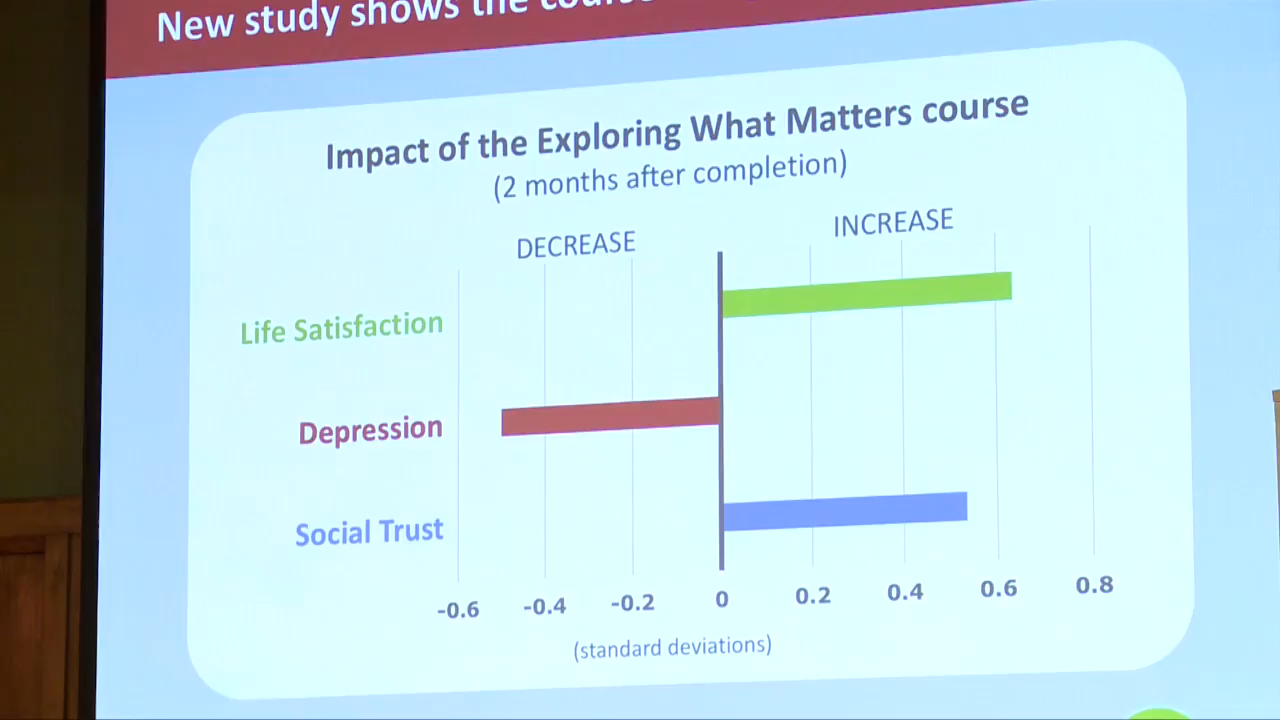 New study shows the course
Impact of the Exploring What Matters course
(2 months after completion)
DECREASE
INCREASE
Life Satisfaction
Depression
Social Trust
-0.6 -0.4 -0.2 0 0.2 0.4 0.6 0.8
(standard deviations)